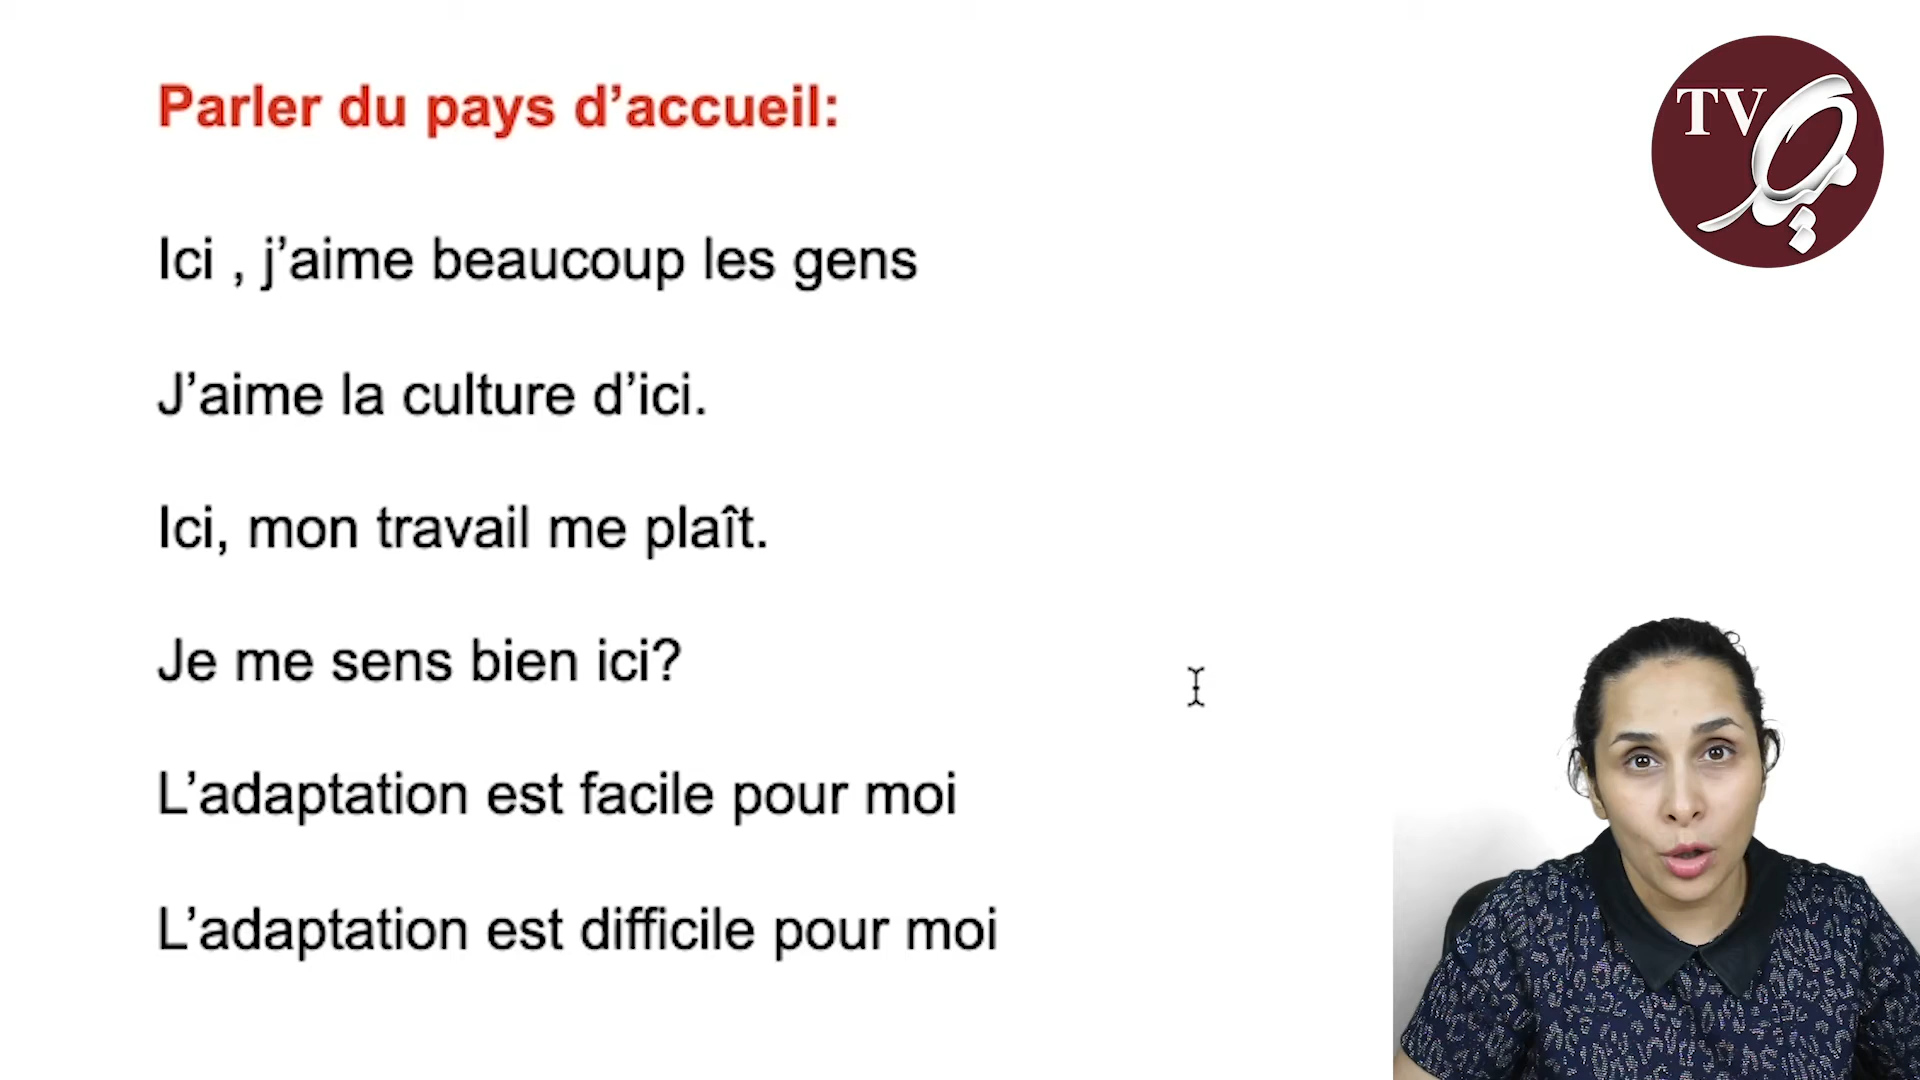 Parler du pays d’accueil:
TV
Ici , j’aime beaucoup les gens
J’aime la culture d’ici.
Ici, mon travail me plaît.
Je me sens bien ici?
L’adaptation est facile pour moi
L’adaptation est difficile pour moi